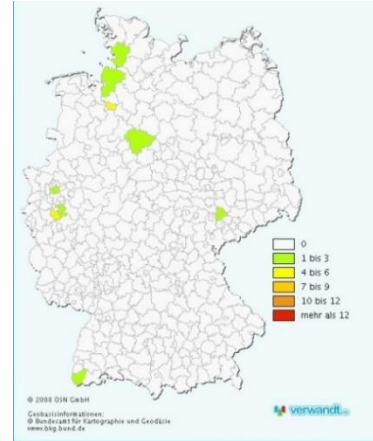 0
1 bis 3
4 bis 6
7 bis 9
10 bis 12
mehr als 12
© 2008 OSN GmbH
Geobasisinformationen:
© Bundesamt für Kartographie und Geodäsie
www.bkg.bund.de
verwandt.de